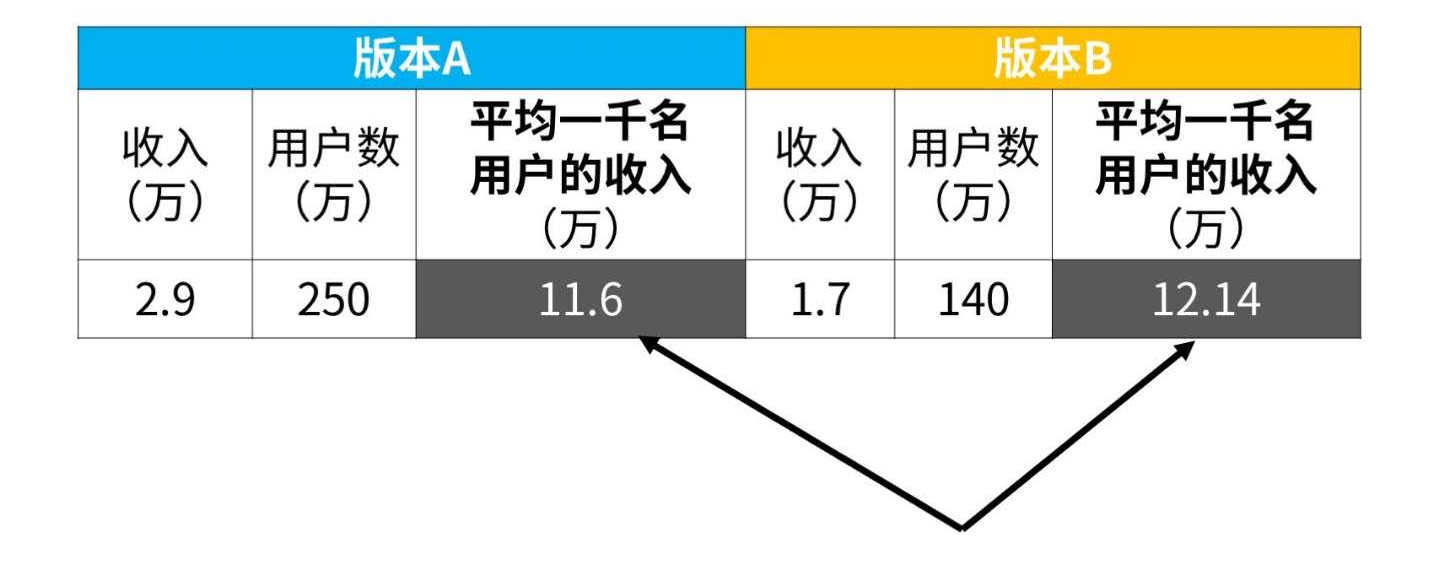 版本A
版本B
收入
（万）
用户数
（万）
平均一千名
用户的收入
（万）
收入
（万）
用户数
（万）
平均一千名
用户的收入
（万）
2.9
250
11.6
1.7
140
12.14